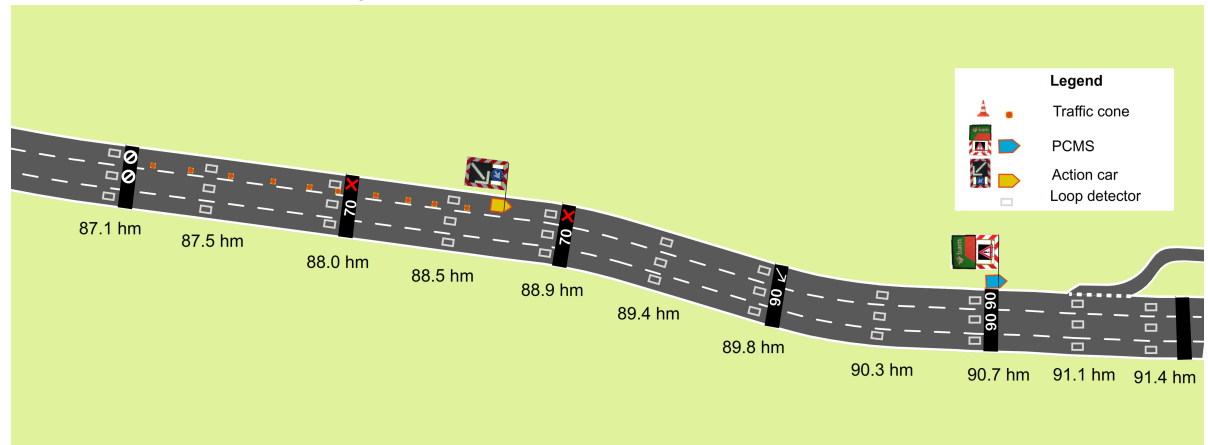 Legend
Traffic cone
PCMS
Action car
Loop detector
bam
bam
70
70
90
90 90
87.1 hm
87.5 hm
88.0 hm
88.5 hm
88.9 hm
89.4 hm
89.8 hm
90.3 hm
90.7 hm
91.1 hm
91.4 hm